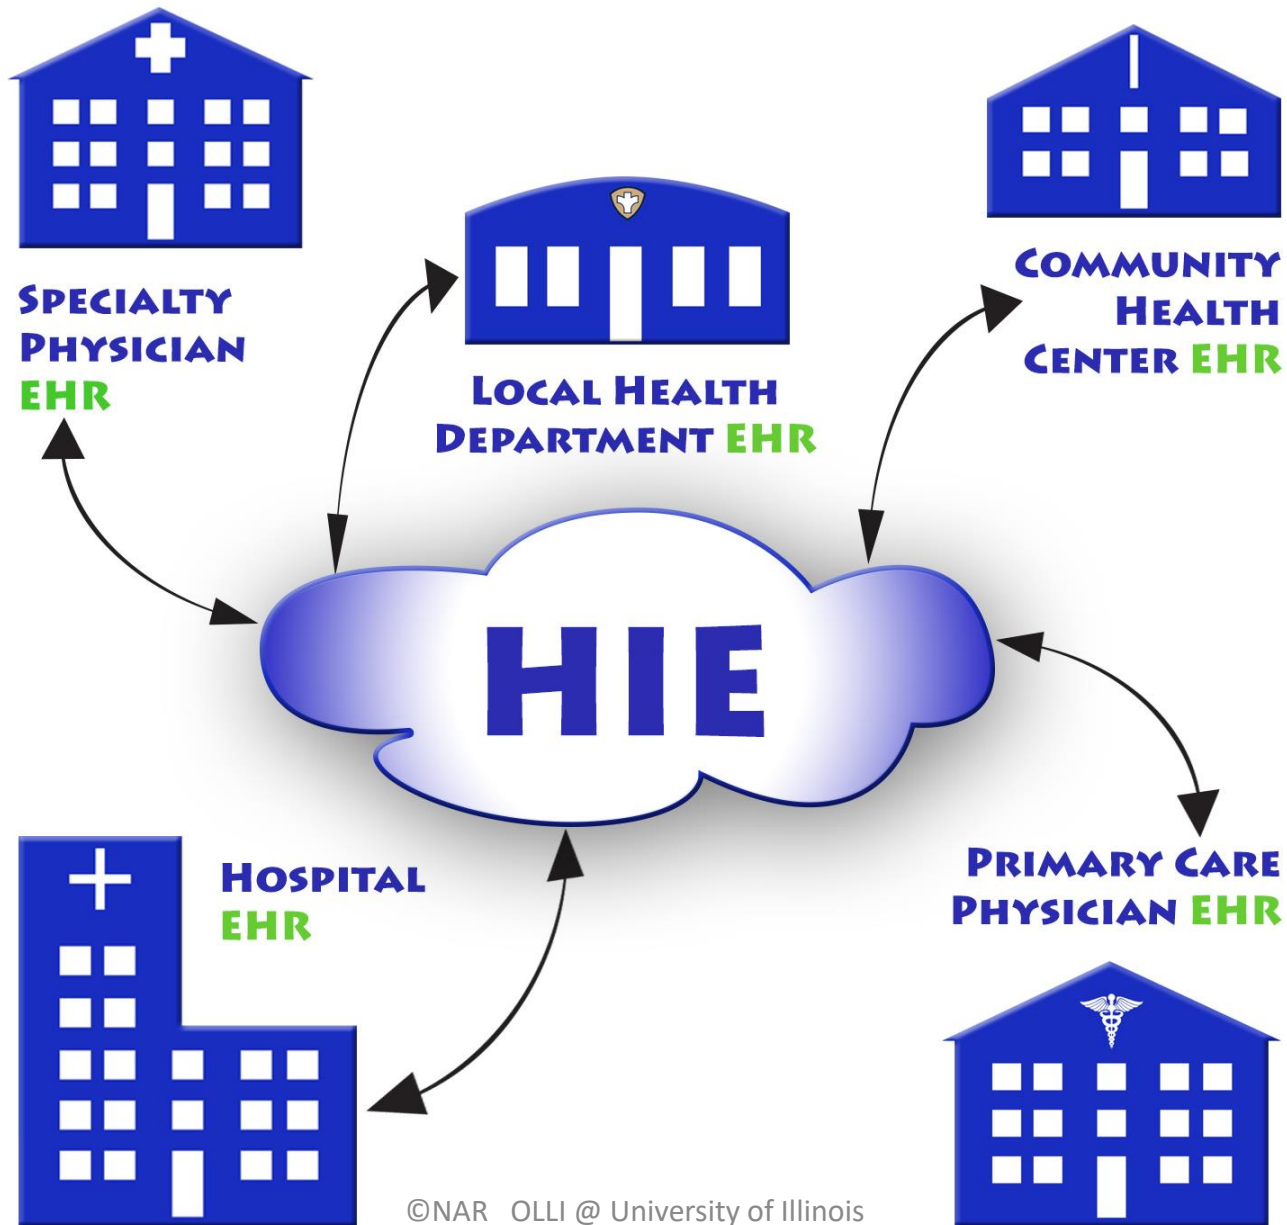 SPECIALTY
PHYSICIAN
EHR
LOCAL HEALTH
DEPARTMENT EHR
COMMUNITY
HEALTH
CENTER EHR
HIE
HOSPITAL
EHR
PRIMARY CARE
PHYSICIAN EHR
©NAR OLLI @ University of Illinois